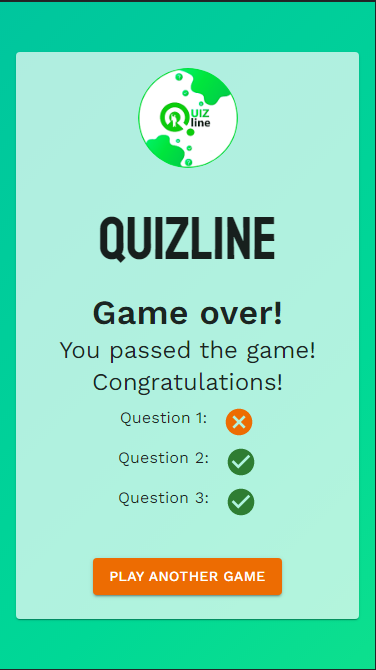 QUIZ
line
QUIZLINE
Game over!
You passed the game!
Congratulations!
Question 1:
Question 2:
Question 3:
PLAY ANOTHER GAME